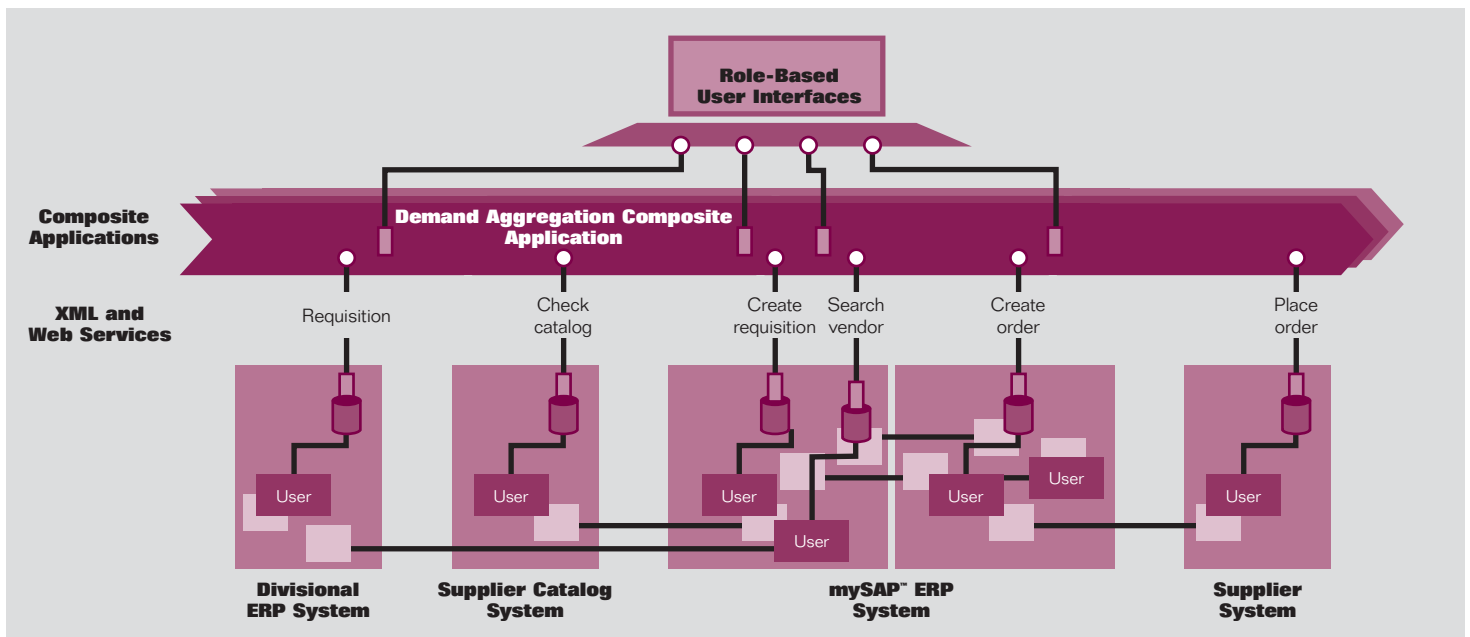 Role-Based
User Interfaces
Composite
Applications
Demand Aggregation Composite
Application
XML and
Web Services
Requisition
Check
catalog
Create
requisition
Search
vendor
Create
order
Place
order
User
User
User
User
User
User
User
Divisional
ERP System
Supplier Catalog
System
mySAP™ ERP
System
Supplier
System